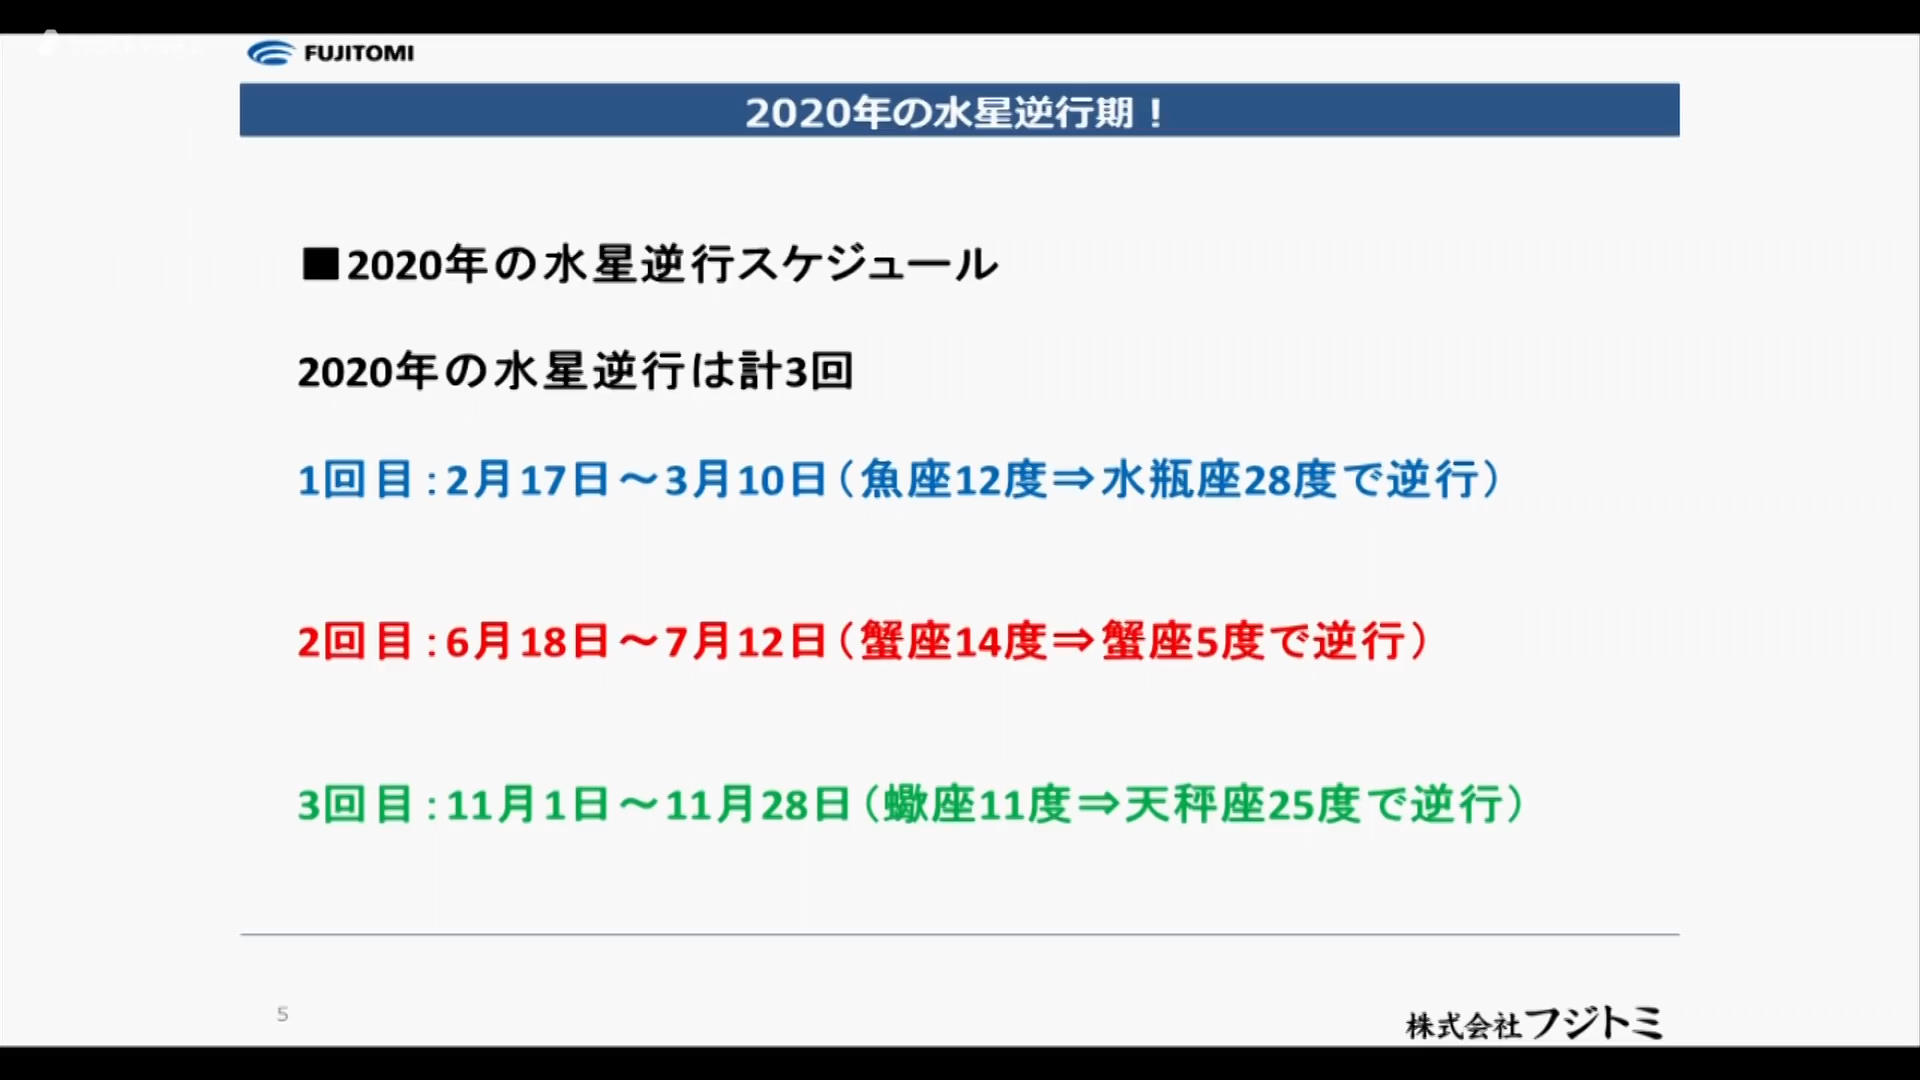 FUJITOMI
2020年の水星逆行期！
■2020年の水星逆行スケジュール
2020年の水星逆行は計3回
1回目：2月17日～3月10日（魚座12度⇒水瓶座28度で逆行）
2回目：6月18日～7月12日（蟹座14度⇒蟹座5度で逆行）
3回目：11月1日～11月28日（蠍座11度⇒天秤座25度で逆行）
5
株式会社フジトミ